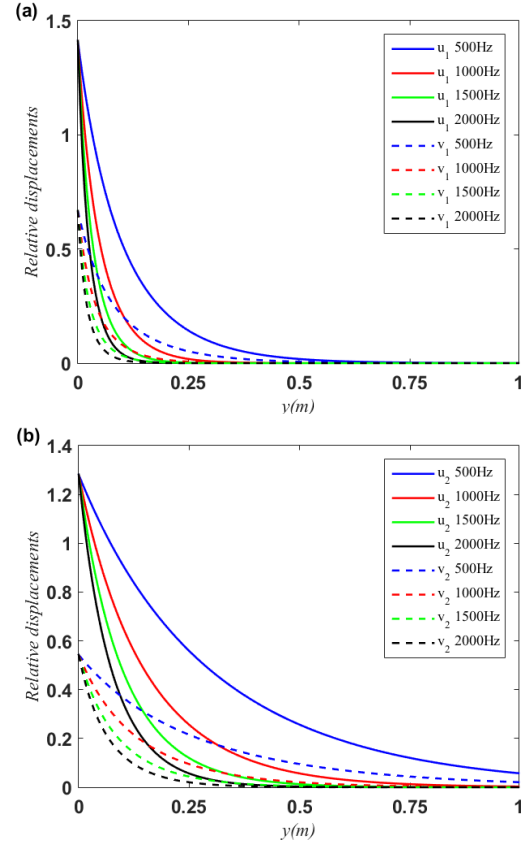 (a)
1.5
1
0.5
0
Relative displacements
u1 500Hz
u1 1000Hz
u1 1500Hz
u1 2000Hz
v1 500Hz
v1 1000Hz
v1 1500Hz
v1 2000Hz
0 0.25 0.5 0.75 1
y(m)
(b)
1.4
1.2
1
0.8
0.6
0.4
0.2
0
Relative displacements
u2 500Hz
u2 1000Hz
u2 1500Hz
u2 2000Hz
v2 500Hz
v2 1000Hz
v2 1500Hz
v2 2000Hz
0 0.25 0.5 0.75 1
y(m)